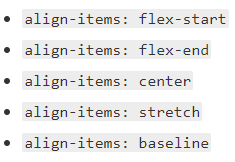 align-items: flex-start
align-items: flex-end
align-items: center
align-items: stretch
align-items: baseline